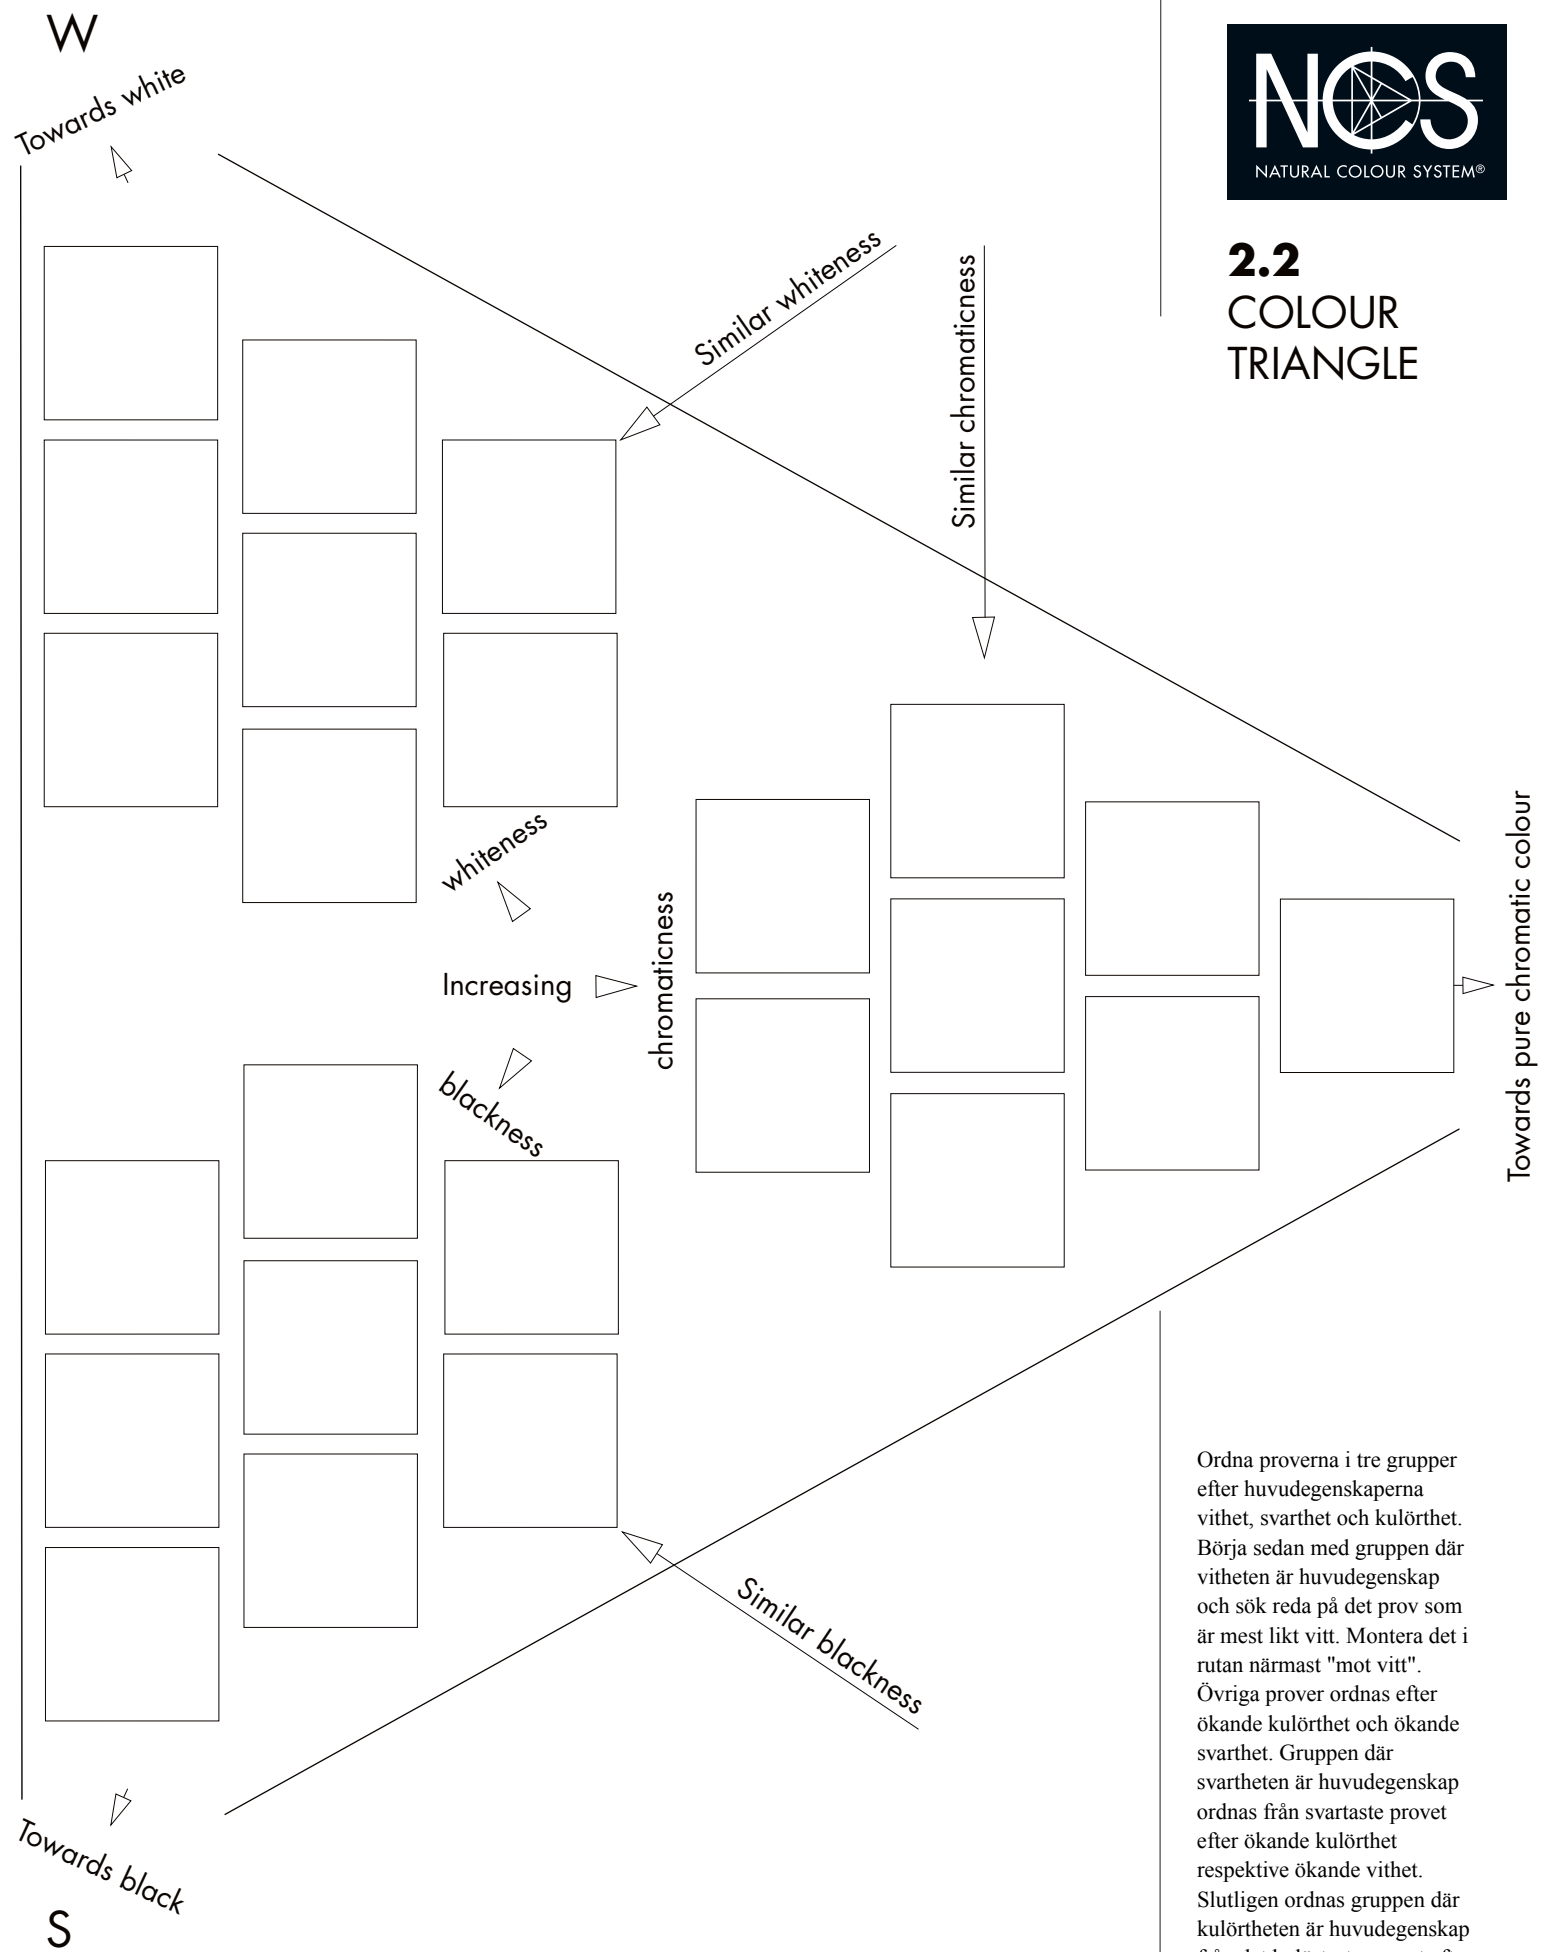 W
Towards white
NCS
NATURAL COLOUR SYSTEM®
2.2
COLOUR
TRIANGLE
Similar whiteness
Similar chromaticness
whiteness
Increasing
chromaticness
blackness
Towards pure chromatic colour
Similar blackness
Towards black
S
Ordna proverna i tre grupper
efter huvudegenskaperna
vithet, svarthet och kulörthet.
Börja sedan med gruppen där
vitheten är huvudegenskap
och sök reda på det prov som
är mest likt vitt. Montera det i
rutan närmast "mot vitt".
Övriga prover ordnas efter
ökande kulörthet och ökande
svarthet. Gruppen där
svartheten är huvudegenskap
ordnas från svartaste provet
efter ökande kulörthet
respektive ökande vithet.
Slutligen ordnas gruppen där
kulörtheten är huvudegenskap